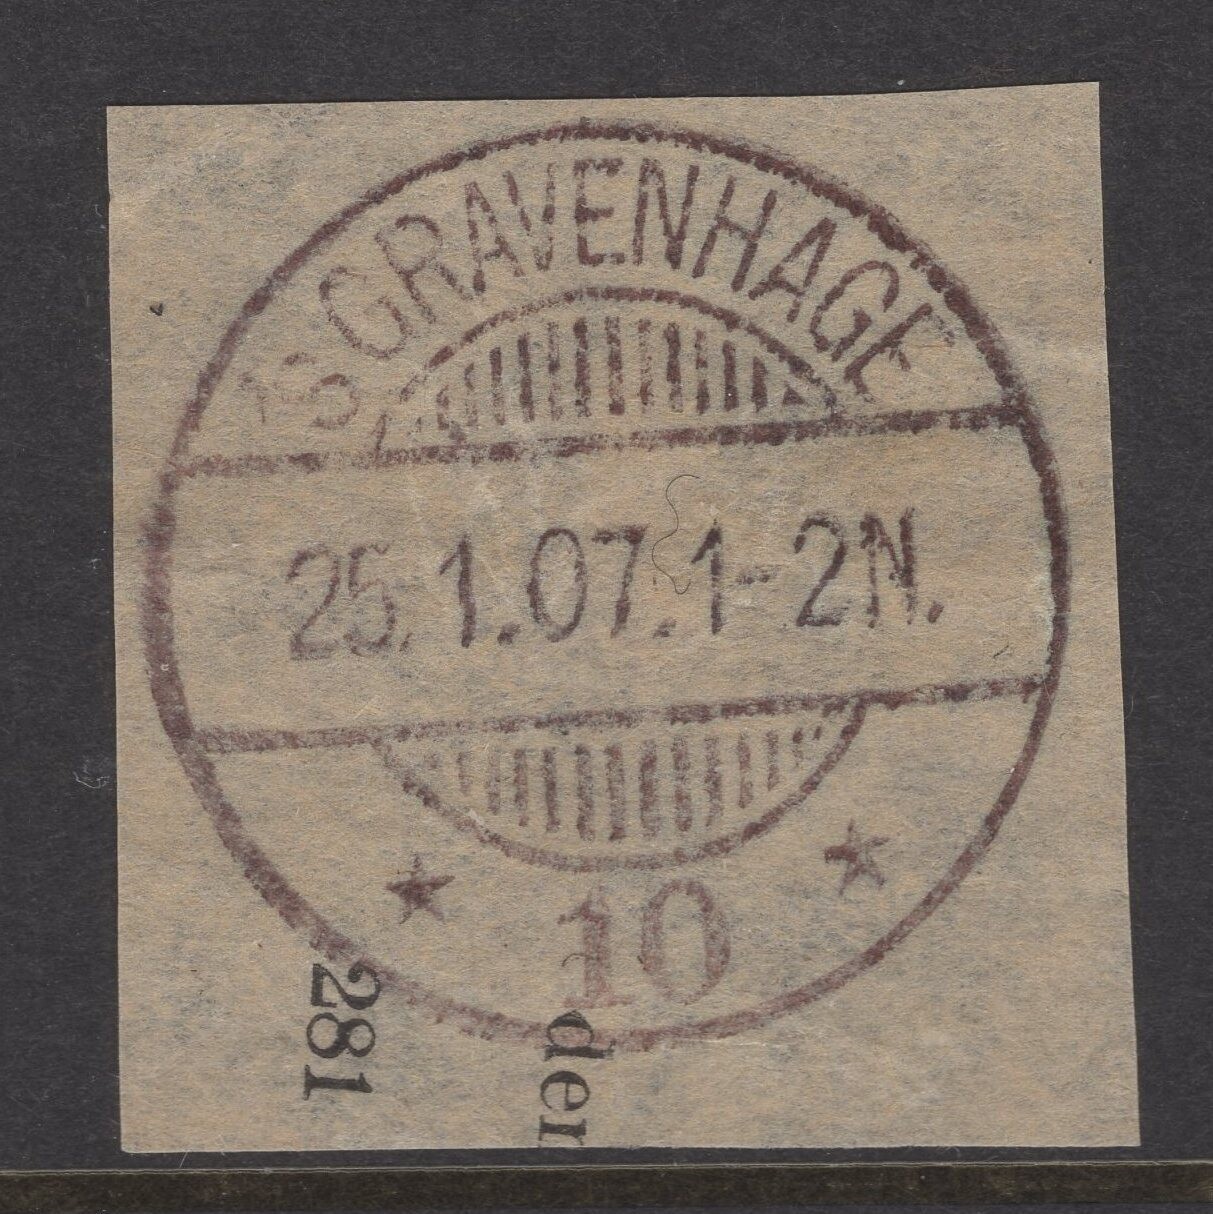 'S GRAVENHAGE
25.1.07.1-2N.
10
281
der